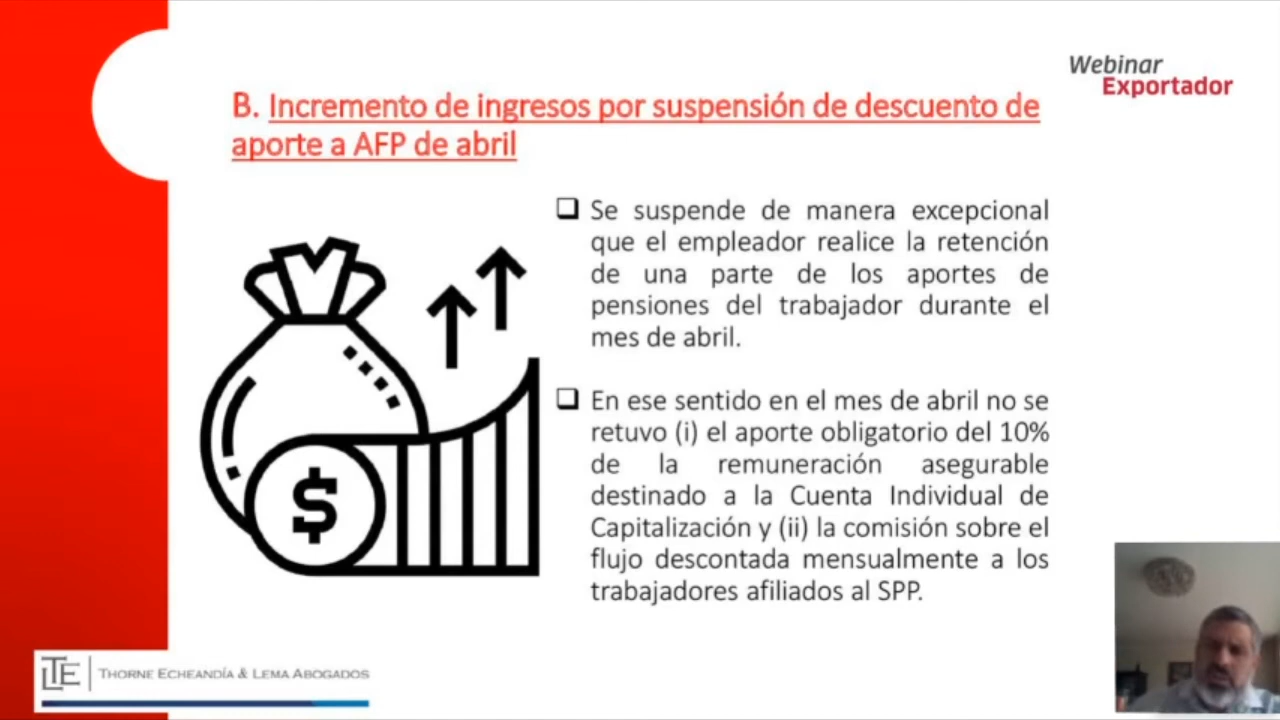 Webinar
Exportador
B. Incremento de ingresos por suspensión de descuento de
aporte a AFP de abril
Se suspende de manera excepcional
que el empleador realice la retención
de una parte de los aportes de
pensiones del trabajador durante el
mes de abril.
En ese sentido en el mes de abril no se
retuvo (i) el aporte obligatorio del 10%
de la remuneración asegurable
destinado a la Cuenta Individual de
Capitalización y (ii) la comisión sobre el
flujo descontada mensualmente a los
trabajadores afiliados al SPP.
$
LTE THORNE ECHEANDÍA & LEMA ABOGADOS